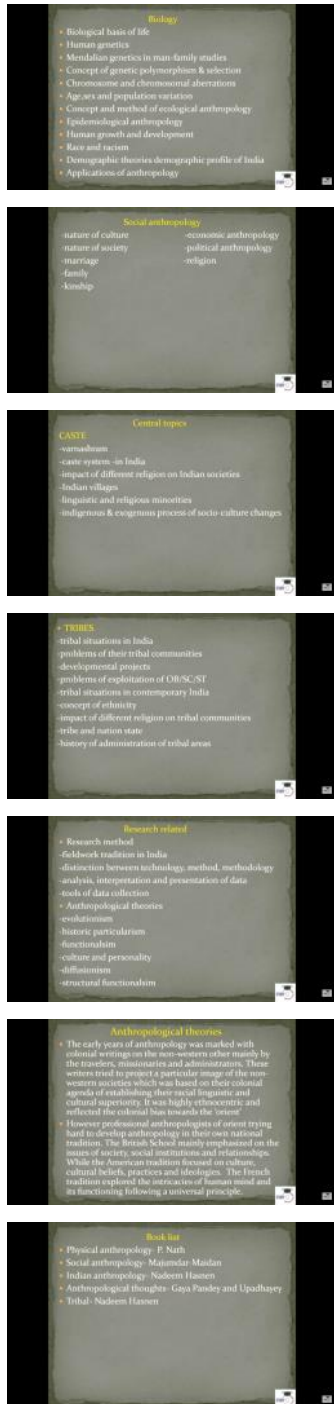 Biology
Biological basis of life
Human genetics
Mendalian genetics in man-family studies
Concept of genetic polymorphism & selection
Chromosome and chromosomal aberrations
Age,sex and population variation
Concept and method of ecological anthropology
Epidemiological anthropology
Human growth and development
Race and racism
Demographic theories demographic profile of India
Applications of anthropology
Social anthropology
-nature of culture
-nature of society
-marriage
-family
-kinship
-economic anthropology
-political anthropology
-religion
Central topics
CASTE
-varnashram
-caste system -in India
-impact of different religion on Indian societies
-Indian villages
-linguistic and religious minorities
-indigenous & exogenous process of socio-culture changes
TRIBES
-tribal situations in India
-problems of their tribal communities
-developmental projects
-problems of exploitation of OB/SC/ST
-tribal situations in contemporary India
-concept of ethnicity
-impact of different religion on tribal communities
-tribe and nation state
-history of administration of tribal areas
Research related
Research method
-fieldwork tradition in India
-distinction between technology, method, methodology
-analysis, interpretation and presentation of data
-tools of data collection
Anthropological theories
-evolutionism
-historic particularism
-functionalsim
-culture and personality
-diffusionism
-structural functionalsim
Anthropological theories
The early years of anthropology was marked with
colonial writings on the non-western other mainly by
the travelers, missionaries and administrators. These
writers tried to project a particular image of the non-
western societies which was based on their colonial
agenda of establishing their racial linguistic and
cultural superiority. It was highly ethnocentric and
reflected the colonial bias towards the 'orient'
However professional anthropologists of orient trying
hard to develop anthropology in their own national
tradition. The British School mainly emphasized on the
issues of society, social institutions and relationships.
While the American tradition focused on culture,
cultural beliefs, practices and ideologies. The French
tradition explored the intricacies of human mind and
its functioning following a universal principle.
Book list
Physical anthropology- P. Nath
Social anthropology- Majumdar-Maidan
Indian anthropology- Nadeem Hasnen
Anthropological thoughts- Gaya Pandey and Upadhayey
Tribal- Nadeem Hasnen